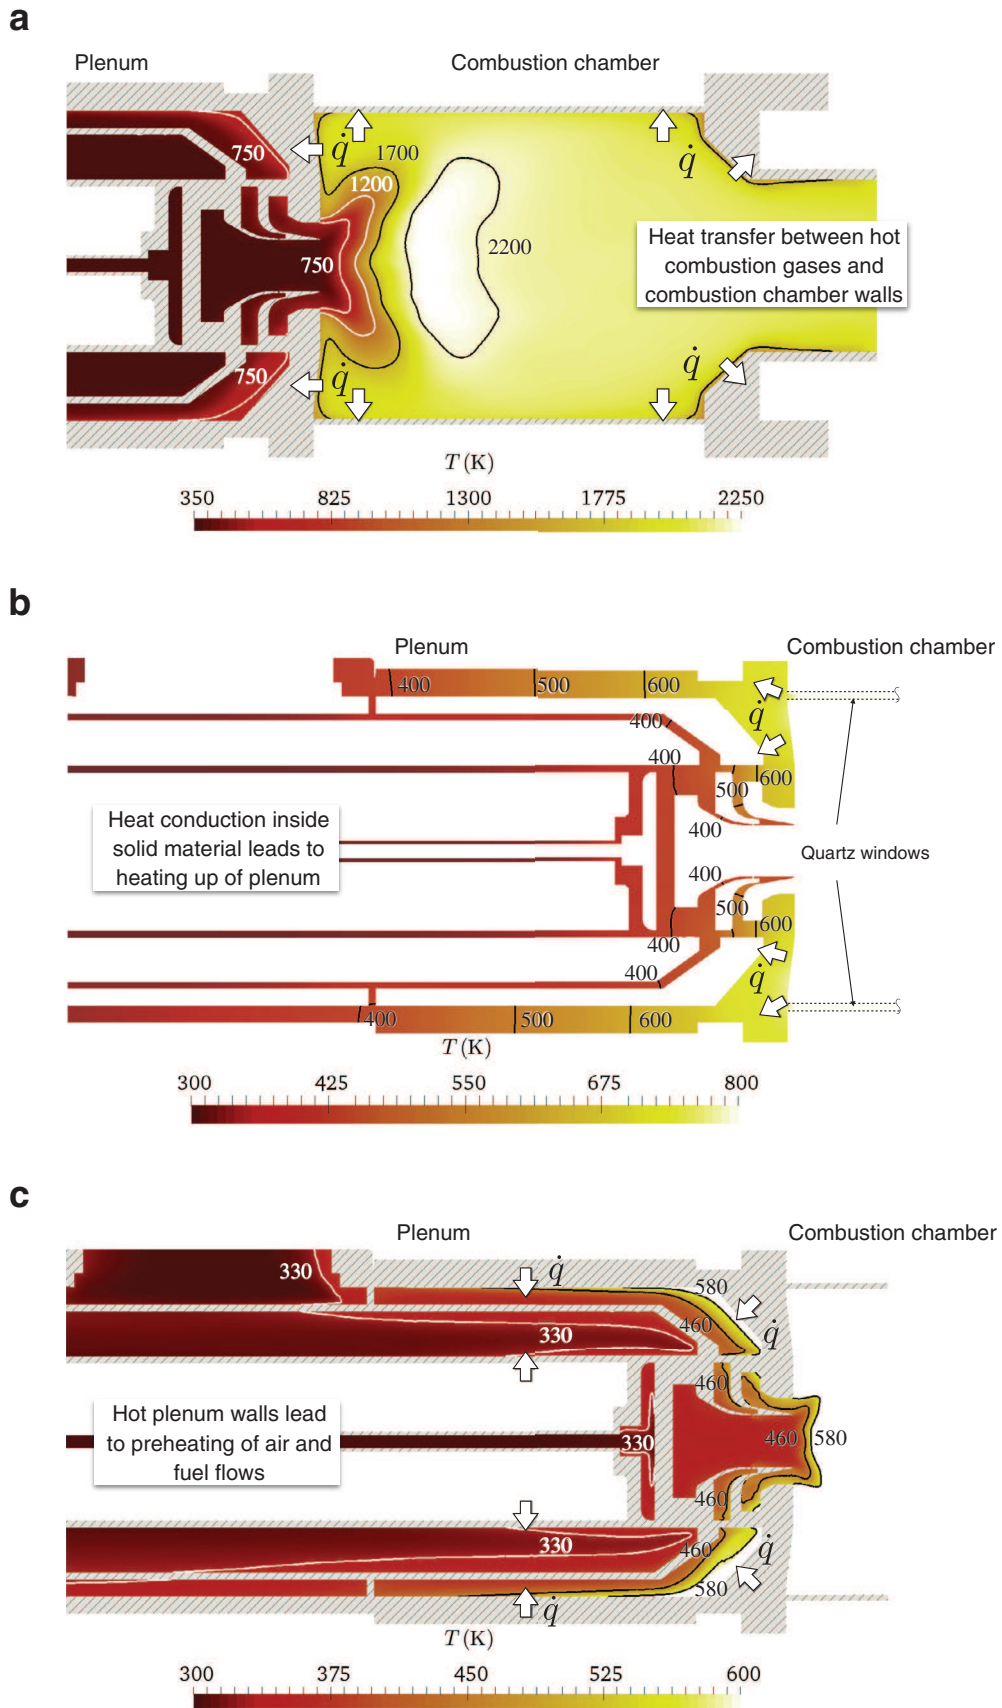 a
Plenum
Combustion chamber
750
q̇
1700
q̇
1200
2200
750
Heat transfer between hot
combustion gases and
combustion chamber walls
750
q̇
q̇
T (K)
350 825 1300 1775 2250
b
Plenum
Combustion chamber
400 500 600
q̇
400
400
600
500
400
Heat conduction inside
solid material leads to
heating up of plenum
Quartz windows
400
500
600
400
400
q̇
400 500 600
T (K)
300 425 550 675 800
c
Plenum
Combustion chamber
330
q̇
580
460
q̇
330
460
Hot plenum walls lead
to preheating of air and
fuel flows
330
460 580
460
330
460
q̇
580
q̇
T (K)
300 375 450 525 600